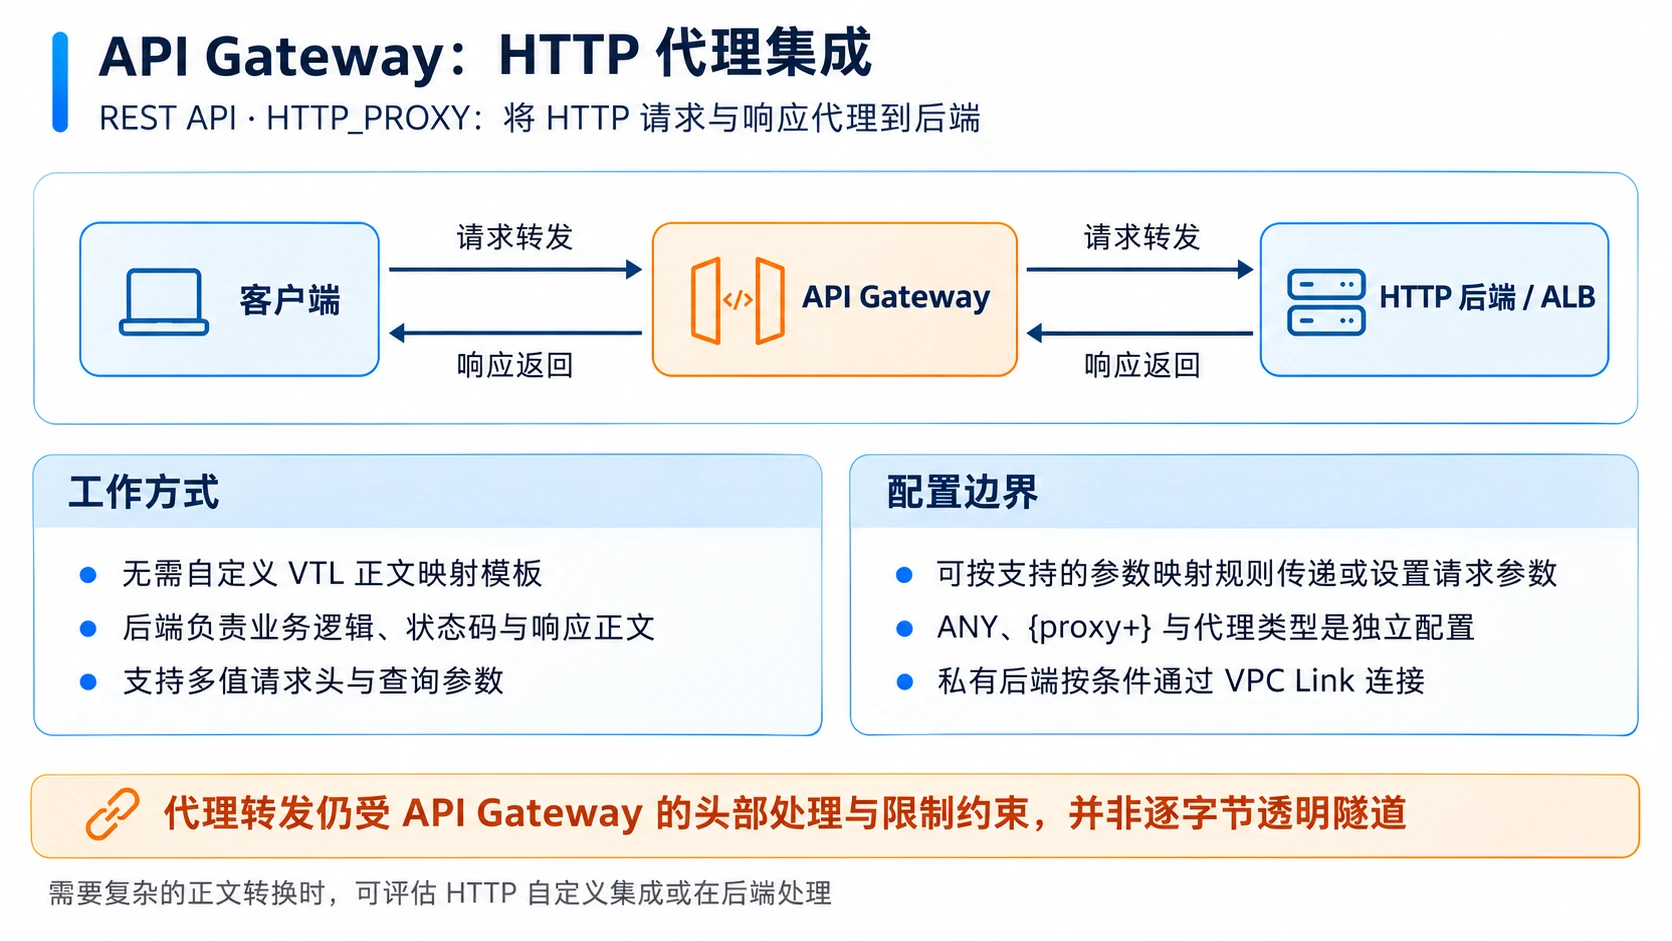 API Gateway：HTTP 代理集成
REST API · HTTP_PROXY：将 HTTP 请求与响应代理到后端
请求转发
请求转发
客户端
</>
API Gateway
HTTP 后端 / ALB
响应返回
响应返回
工作方式
无需自定义 VTL 正文映射模板
后端负责业务逻辑、状态码与响应正文
支持多值请求头与查询参数
配置边界
可按支持的参数映射规则传递或设置请求参数
ANY、{proxy+} 与代理类型是独立配置
私有后端按条件通过 VPC Link 连接
代理转发仍受 API Gateway 的头部处理与限制约束，并非逐字节透明隧道
需要复杂的正文转换时，可评估 HTTP 自定义集成或在后端处理